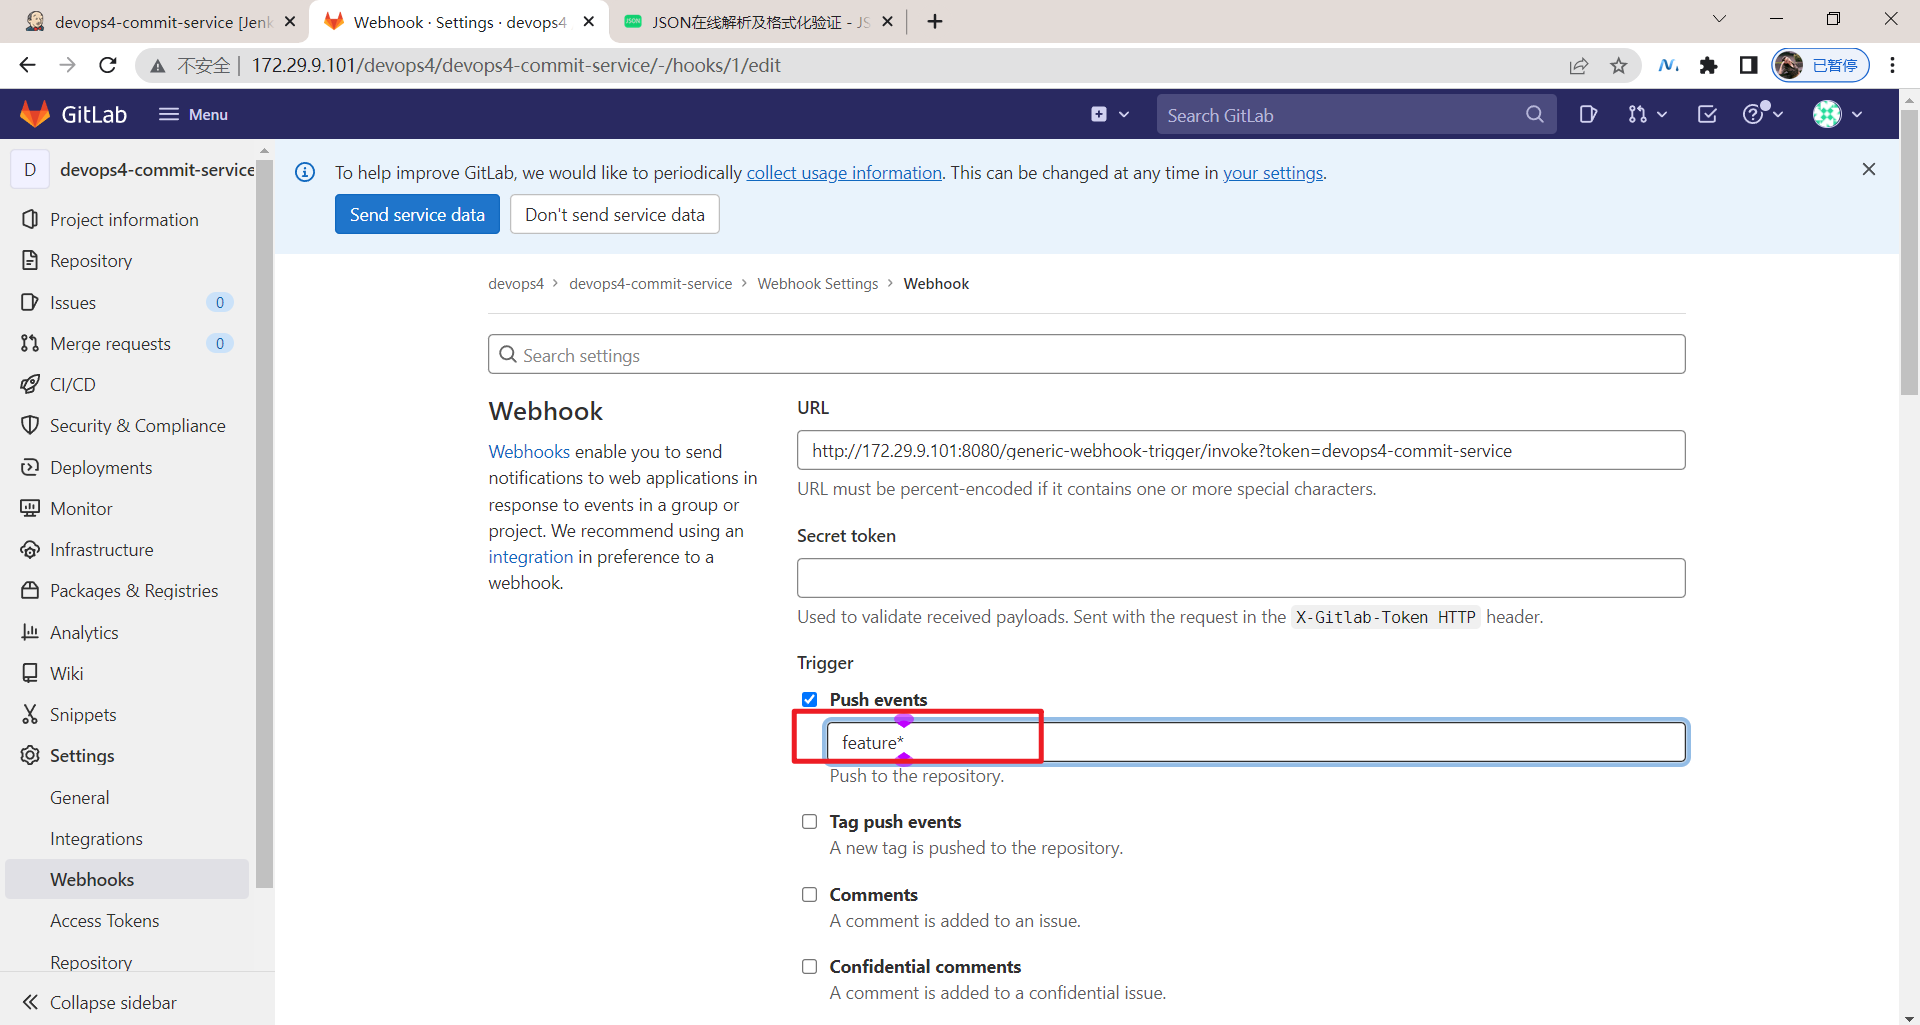 devops4-commit-service [Jenk
Webhook · Settings · devops4
JSON在线解析及格式化验证 - JS
不安全
172.29.9.101/devops4/devops4-commit-service/-/hooks/1/edit
已暂停
GitLab
Menu
Search GitLab
D
devops4-commit-service
Project information
Repository
Issues
0
Merge requests
0
CI/CD
Security & Compliance
Deployments
Monitor
Infrastructure
Packages & Registries
Analytics
Wiki
Snippets
Settings
General
Integrations
Webhooks
Access Tokens
Repository
Collapse sidebar
To help improve GitLab, we would like to periodically collect usage information. This can be changed at any time in your settings.
Send service data
Don't send service data
devops4 > devops4-commit-service > Webhook Settings > Webhook
Search settings
Webhook
Webhooks enable you to send
notifications to web applications in
response to events in a group or
project. We recommend using an
integration in preference to a
webhook.
URL
http://172.29.9.101:8080/generic-webhook-trigger/invoke?token=devops4-commit-service
URL must be percent-encoded if it contains one or more special characters.
Secret token
Used to validate received payloads. Sent with the request in the X-Gitlab-Token HTTP header.
Trigger
Push events
feature*
Push to the repository.
Tag push events
A new tag is pushed to the repository.
Comments
A comment is added to an issue.
Confidential comments
A comment is added to a confidential issue.